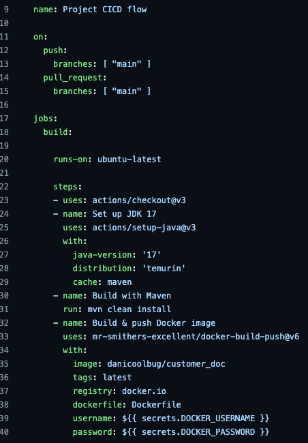 9 name: Project CICD flow
10
11 on:
12   push:
13     branches: [ "main" ]
14   pull_request:
15     branches: [ "main" ]
16
17 jobs:
18   build:
19
20     runs-on: ubuntu-latest
21
22     steps:
23     - uses: actions/checkout@v3
24     - name: Set up JDK 17
25       uses: actions/setup-java@v3
26       with:
27         java-version: '17'
28         distribution: 'temurin'
29         cache: maven
30     - name: Build with Maven
31       run: mvn clean install
32     - name: Build & push Docker image
33       uses: mr-smithers-excellent/docker-build-push@v6
34       with:
35         image: danicoolbug/customer_doc
36         tags: latest
37         registry: docker.io
38         dockerfile: Dockerfile
39         username: ${{ secrets.DOCKER_USERNAME }}
40         password: ${{ secrets.DOCKER_PASSWORD }}